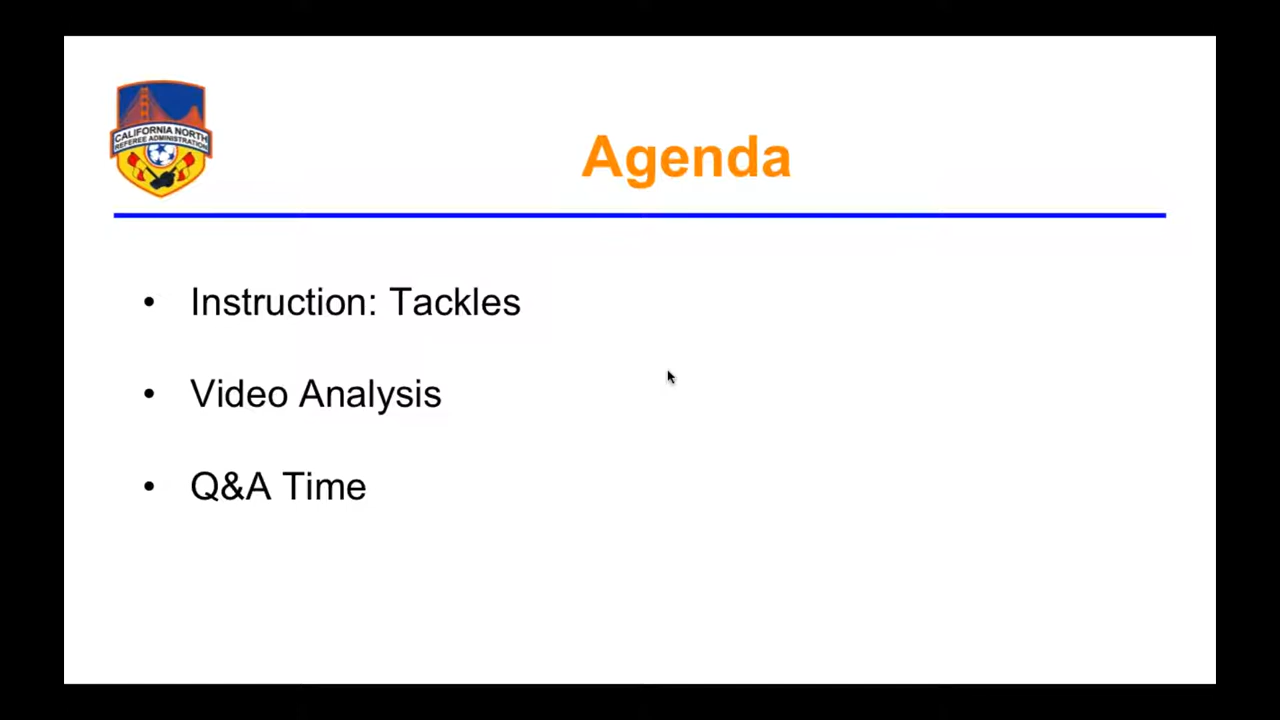 CALIFORNIA NORTH
REFEREE ADMINISTRATION
Agenda
• Instruction: Tackles
• Video Analysis
• Q&A Time